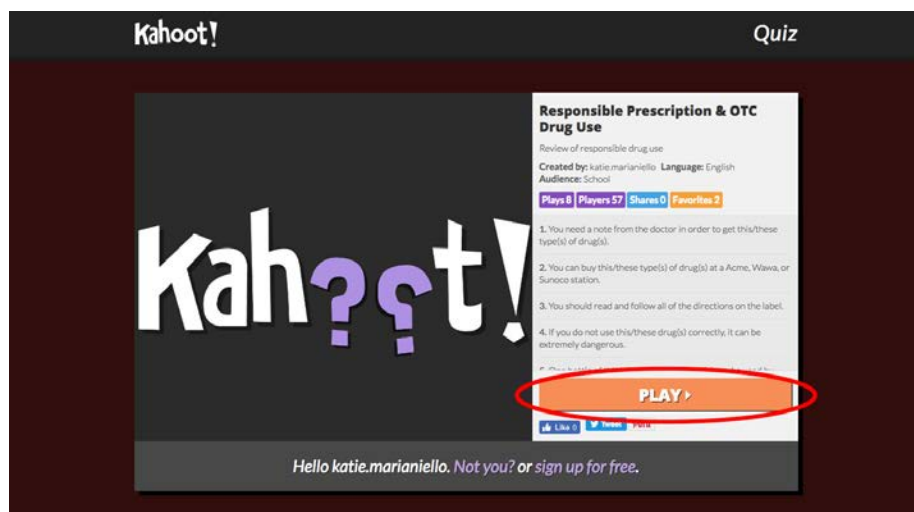 Kahoot!
Quiz
Kah??t!
Responsible Prescription & OTC
Drug Use
Review of responsible drug use
Created by: katie.marianiello Language: English
Audience: School
Plays 8 Players 57 Shares 0 Favorites 2
1. You need a note from the doctor in order to get this/these
type(s) of drug(s).
2. You can buy this/these type(s) of drug(s) at a Acme, Wawa, or
Sunoco station.
3. You should read and follow all of the directions on the label.
4. If you do not use this/these drug(s) correctly, it can be
extremely dangerous.
PLAY
Like 0 Tweet
Hello katie.marianiello. Not you? or sign up for free.